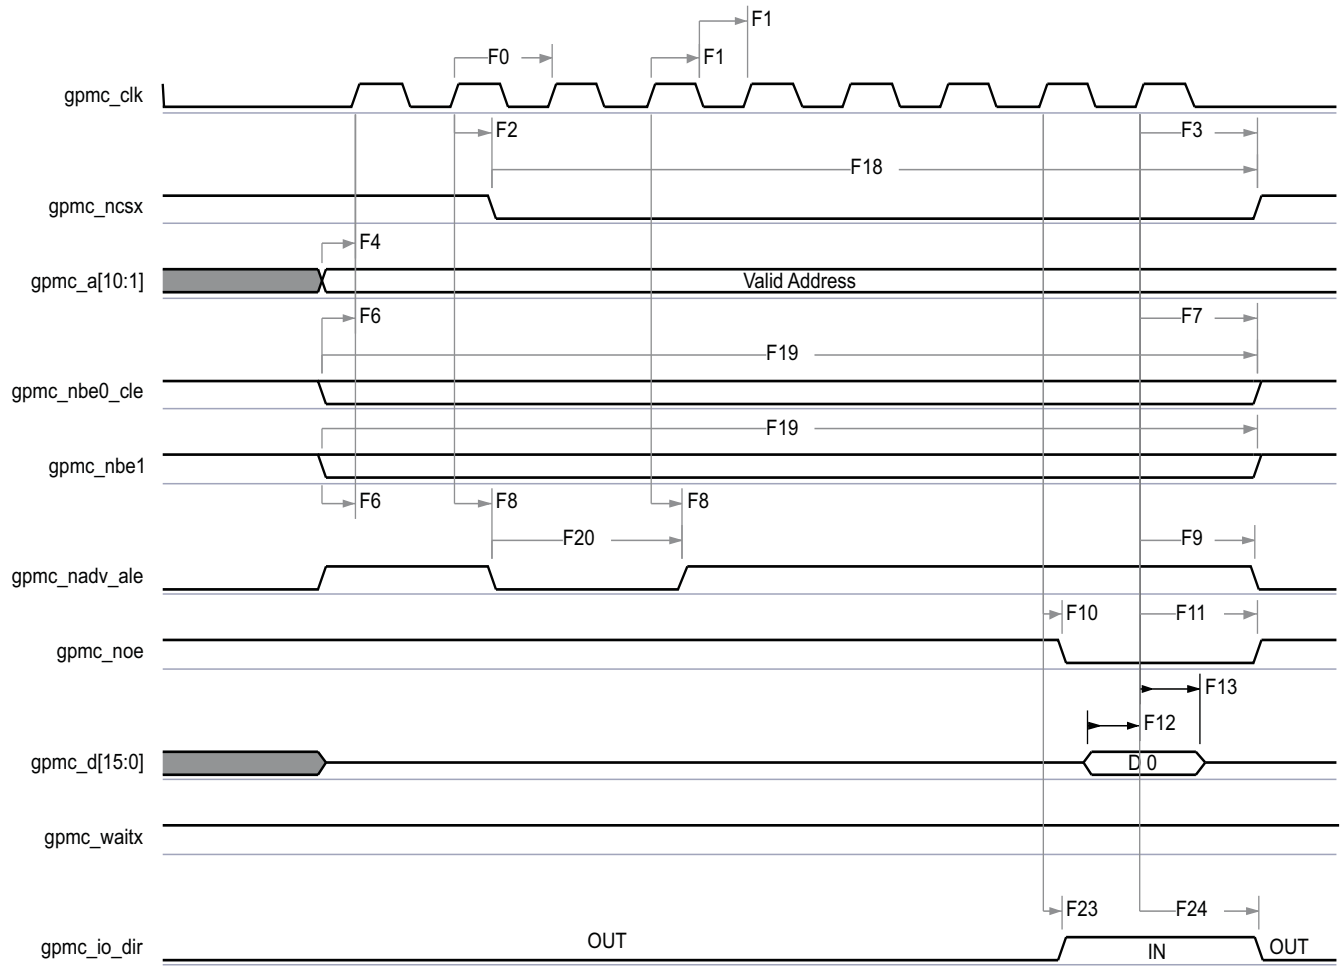 F1
F0
F1
gpmc_clk
F2
F3
F18
gpmc_ncsx
F4
gpmc_a[10:1]
Valid Address
F6
F7
F19
gpmc_nbe0_cle
F19
gpmc_nbe1
F6
F8
F8
F20
F9
gpmc_nadv_ale
F10
F11
gpmc_noe
F13
F12
gpmc_d[15:0]
D 0
gpmc_waitx
F23
F24
gpmc_io_dir
OUT
IN
OUT